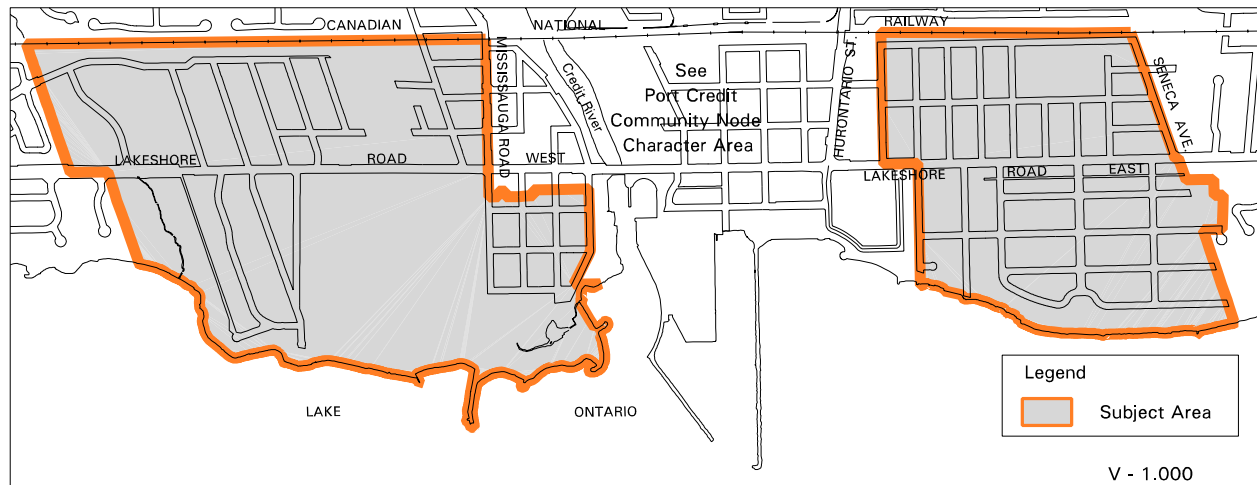 CANADIAN NATIONAL RAILWAY
MISSISSAUGA ROAD
Credit River
See
Port Credit
Community Node
Character Area
HURONTARIO ST.
SENECA AVE.
LAKESHORE ROAD WEST
LAKESHORE ROAD EAST
LAKE ONTARIO
Legend
Subject Area
V - 1.000